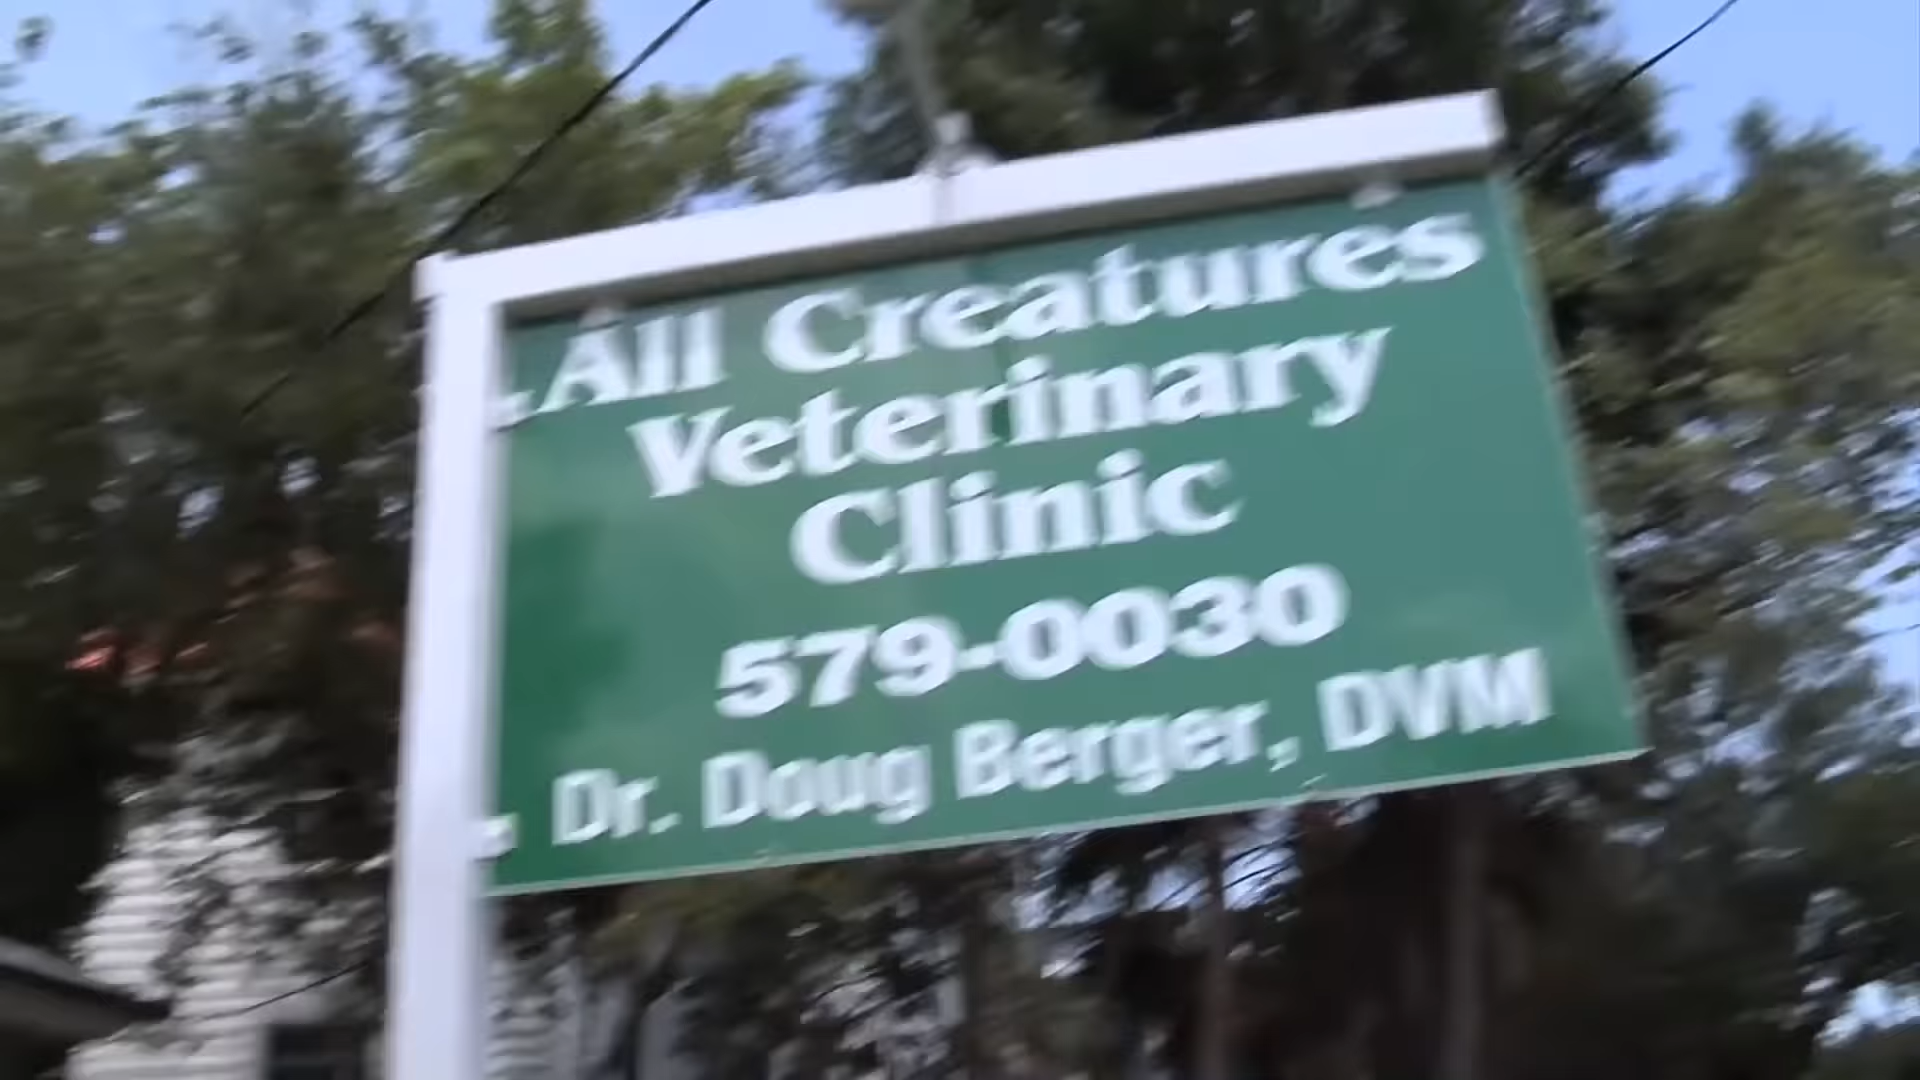 All Creatures
Veterinary
Clinic
579-0030
Dr. Doug Berger, DVM